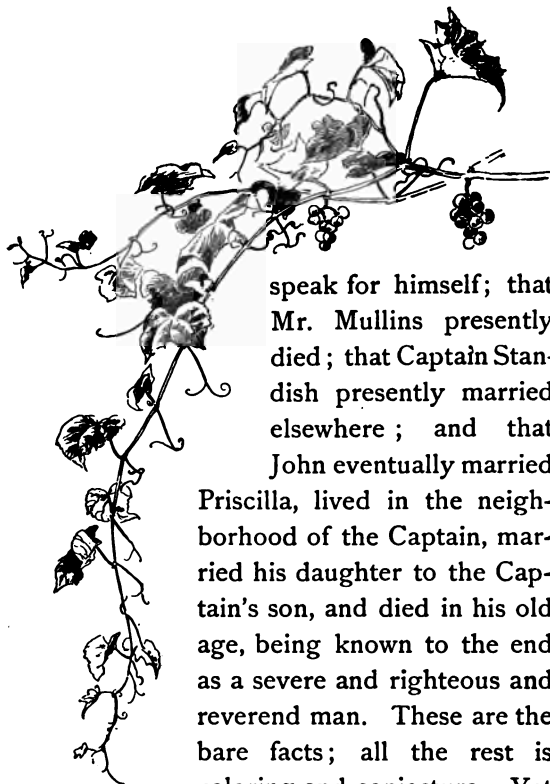 speak for himself; that
Mr. Mullins presently
died; that Captain Stan-
dish presently married
elsewhere; and that
John eventually married
Priscilla, lived in the neigh-
borhood of the Captain, mar-
ried his daughter to the Cap-
tain's son, and died in his old
age, being known to the end
as a severe and righteous and
reverend man. These are the
bare facts; all the rest is